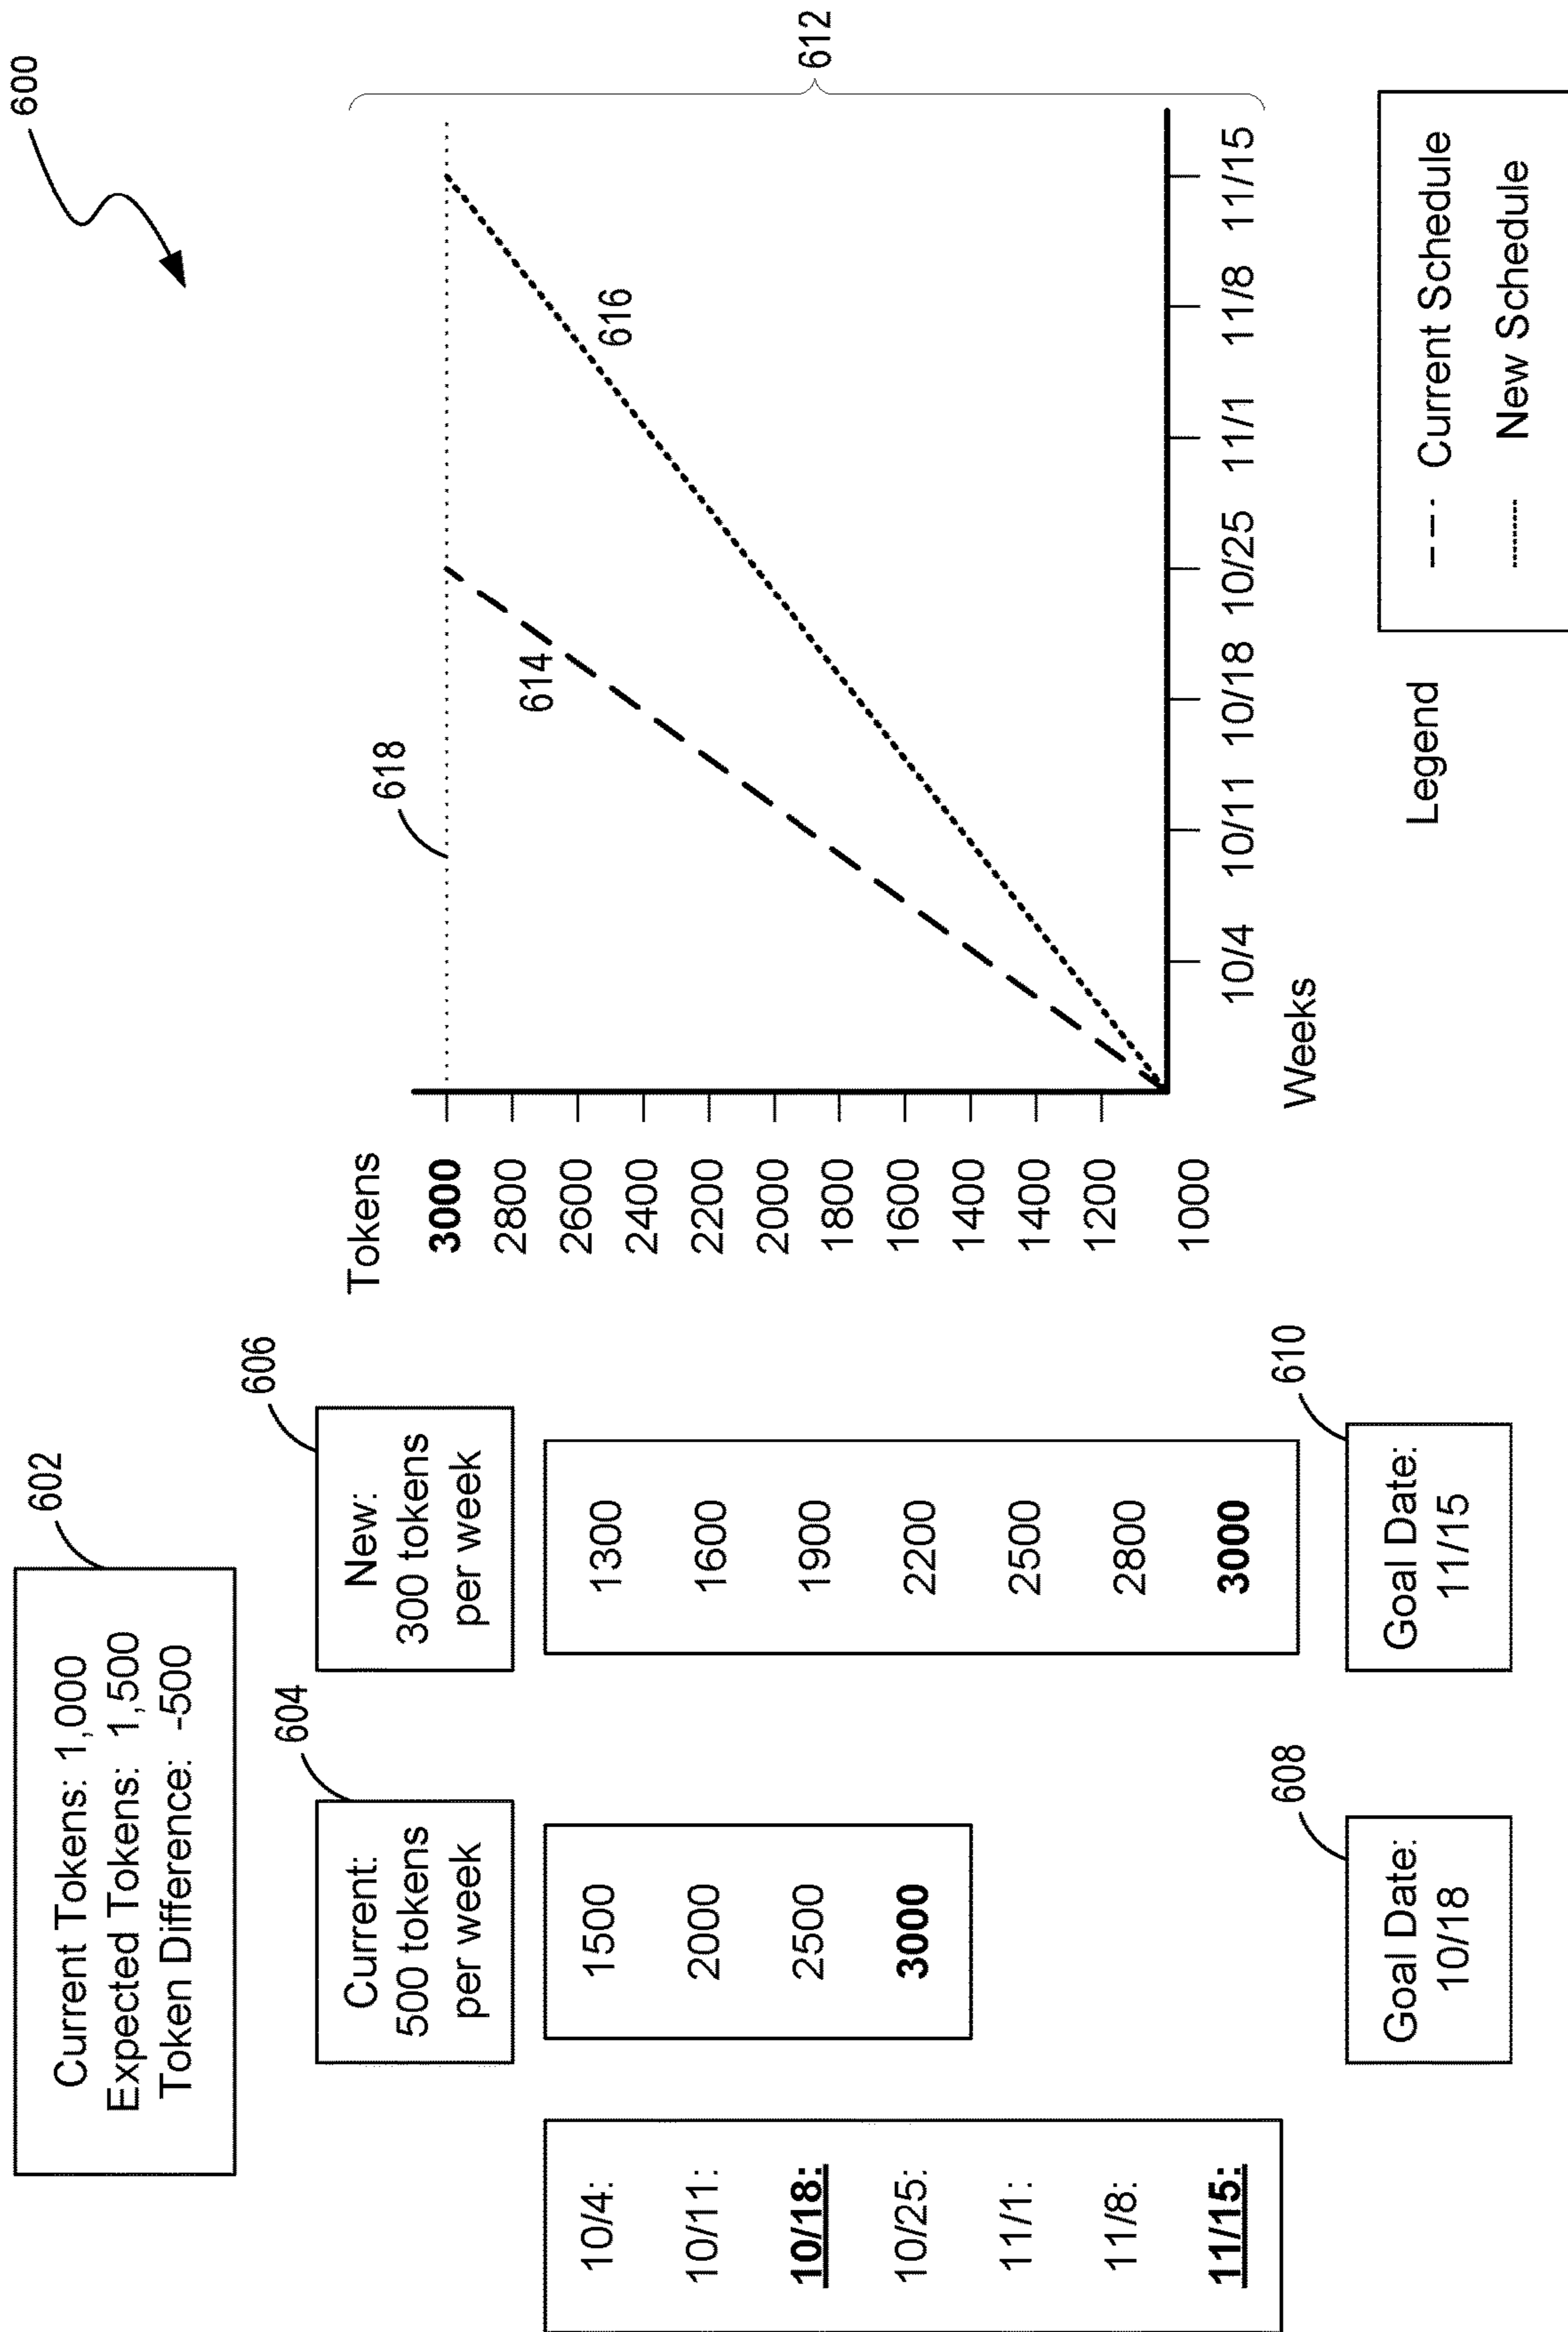 600
602
Current Tokens: 1,000
Expected Tokens: 1,500
Token Difference: -500
604
606
Current:
500 tokens
per week
New:
300 tokens
per week
10/4:
10/11:
10/18:
10/25:
11/1:
11/8:
11/15:
1500
2000
2500
3000
1300
1600
1900
2200
2500
2800
3000
608
610
Goal Date:
10/18
Goal Date:
11/15
Tokens
3000
2800
2600
2400
2200
2000
1800
1600
1400
1400
1200
1000
618
614
616
612
10/4 10/11 10/18 10/25 11/1 11/8 11/15
Weeks
Legend
Current Schedule
New Schedule